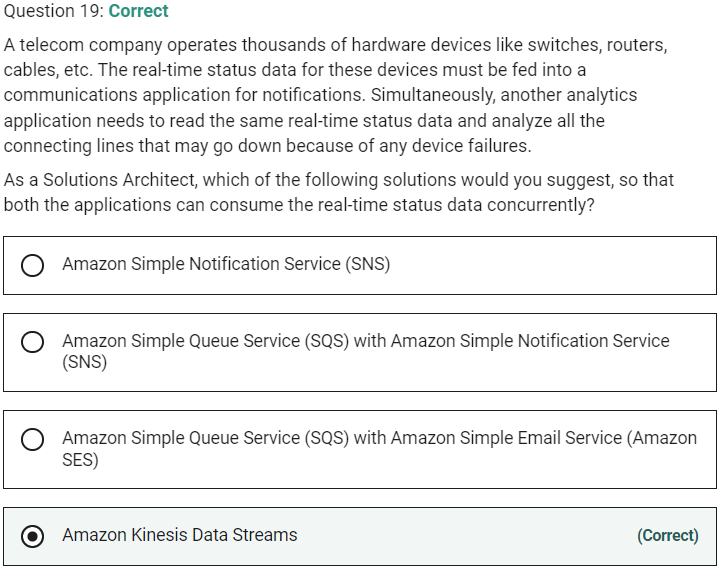 Question 19: Correct
A telecom company operates thousands of hardware devices like switches, routers,
cables, etc. The real-time status data for these devices must be fed into a
communications application for notifications. Simultaneously, another analytics
application needs to read the same real-time status data and analyze all the
connecting lines that may go down because of any device failures.
As a Solutions Architect, which of the following solutions would you suggest, so that
both the applications can consume the real-time status data concurrently?
Amazon Simple Notification Service (SNS)
Amazon Simple Queue Service (SQS) with Amazon Simple Notification Service
(SNS)
Amazon Simple Queue Service (SQS) with Amazon Simple Email Service (Amazon
SES)
Amazon Kinesis Data Streams (Correct)